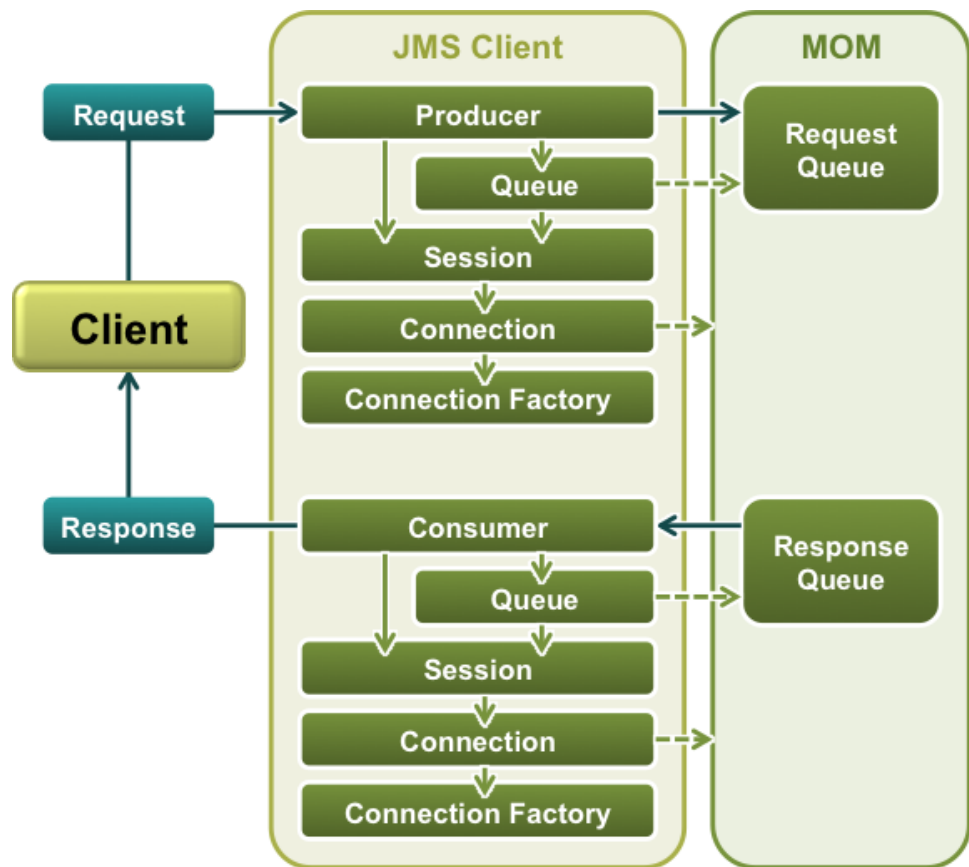 JMS Client
MOM
Request
Producer
Request
Queue
Queue
Session
Client
Connection
Connection Factory
Response
Consumer
Response
Queue
Queue
Session
Connection
Connection Factory